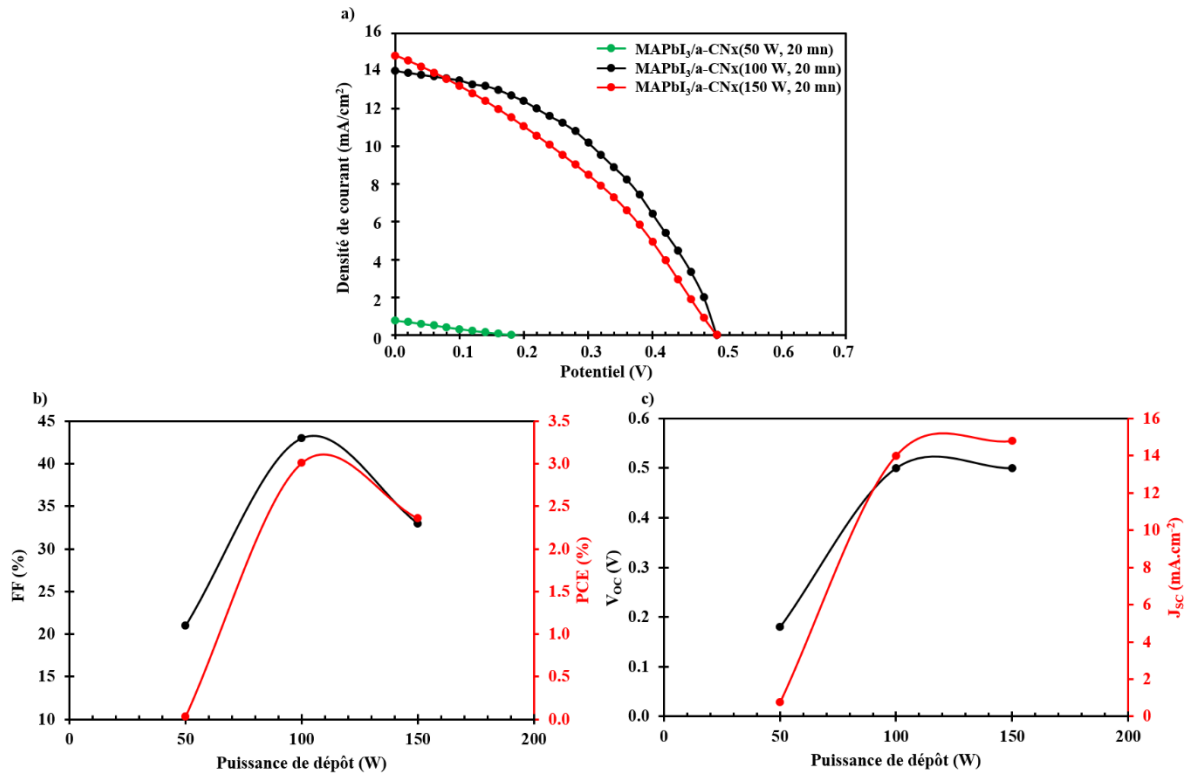 a)
16
14
12
10
8
6
4
2
0
Densité de courant (mA/cm²)
MAPbI₃/a-CNx(50 W, 20 mn)
MAPbI₃/a-CNx(100 W, 20 mn)
MAPbI₃/a-CNx(150 W, 20 mn)
0.0 0.1 0.2 0.3 0.4 0.5 0.6 0.7
Potentiel (V)
b)
45
40
35
30
25
20
15
10
FF (%)
3.5
3.0
2.5
2.0
1.5
1.0
0.5
0.0
PCE (%)
0 50 100 150 200
Puissance de dépôt (W)
c)
0.6
0.5
0.4
0.3
0.2
0.1
0.0
V_OC (V)
16
14
12
10
8
6
4
2
0
J_SC (mA.cm⁻²)
0 50 100 150 200
Puissance de dépôt (W)